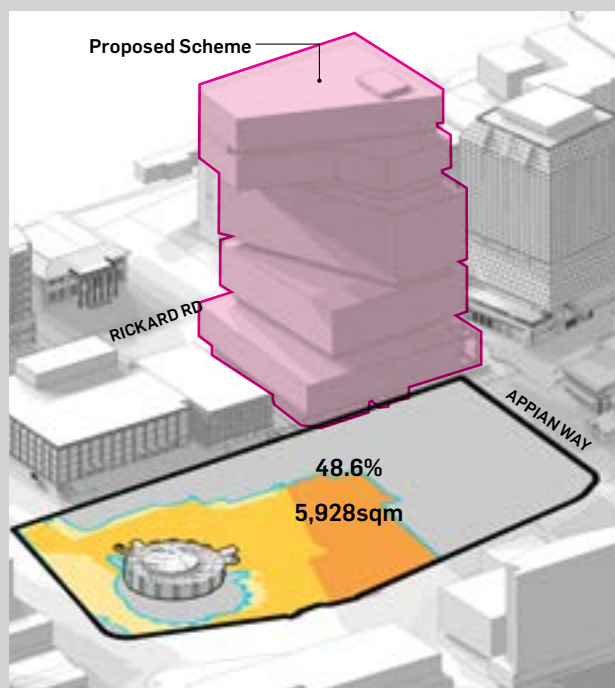 Proposed Scheme
RICKARD RD
APPIAN WAY
48.6%
5,928sqm